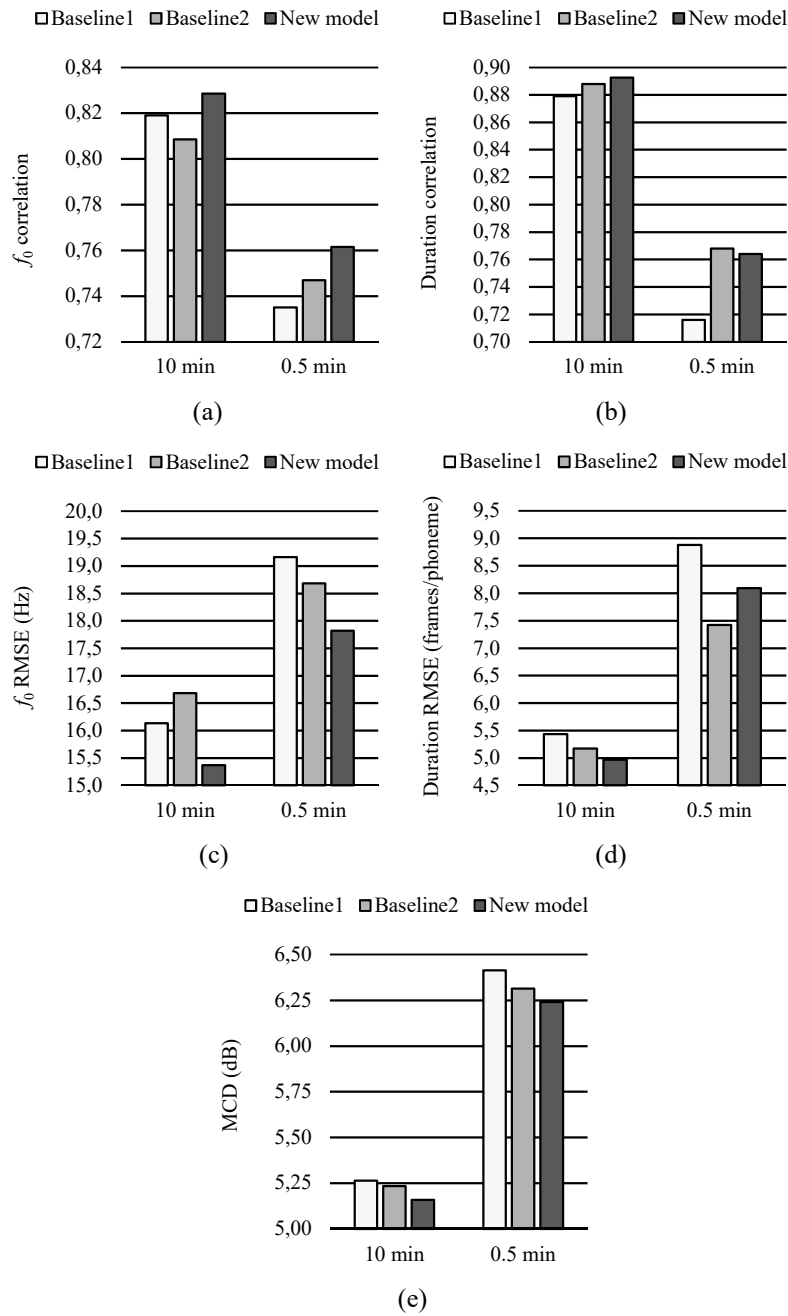 Baseline1 Baseline2 New model
f0 correlation
0,84
0,82
0,80
0,78
0,76
0,74
0,72
10 min 0.5 min
(a)
Baseline1 Baseline2 New model
Duration correlation
0,90
0,88
0,86
0,84
0,82
0,80
0,78
0,76
0,74
0,72
0,70
10 min 0.5 min
(b)
Baseline1 Baseline2 New model
f0 RMSE (Hz)
20,0
19,5
19,0
18,5
18,0
17,5
17,0
16,5
16,0
15,5
15,0
10 min 0.5 min
(c)
Baseline1 Baseline2 New model
Duration RMSE (frames/phoneme)
9,5
9,0
8,5
8,0
7,5
7,0
6,5
6,0
5,5
5,0
4,5
10 min 0.5 min
(d)
Baseline1 Baseline2 New model
MCD (dB)
6,50
6,25
6,00
5,75
5,50
5,25
5,00
10 min 0.5 min
(e)